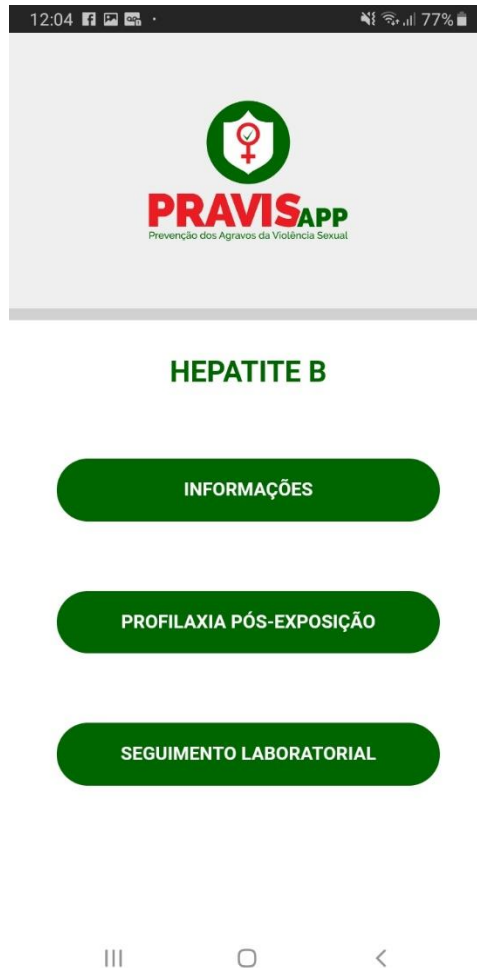 12:04
77%
PRAVISAPP
Prevenção dos Agravos da Violência Sexual
HEPATITE B
INFORMAÇÕES
PROFILAXIA PÓS-EXPOSIÇÃO
SEGUIMENTO LABORATORIAL